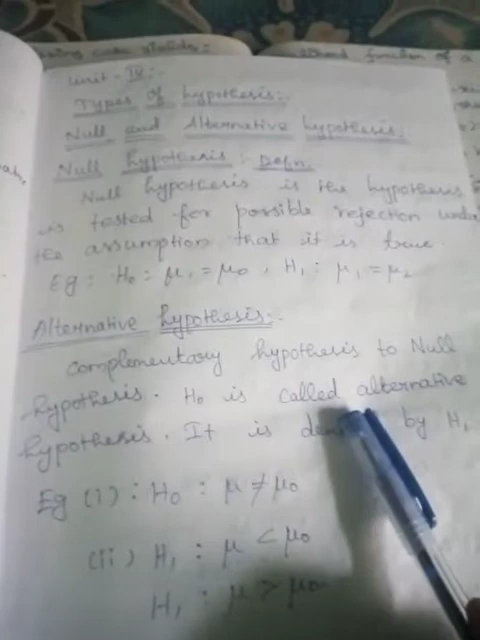 Unit - IV :-
Types of hypothesis:-
Null and Alternative hypothesis:
Null hypothesis : Defn.
Null hypothesis is the hypothesis
is tested for possible rejection under
the assumption that it is true.
Eg : H₀ : μ₁ = μ₀ , H₁ : μ₁ = μ₂
Alternative hypothesis:-
Complementary hypothesis to Null
hypothesis. H₀ is called alternative
hypothesis. It is by H₁
Eg (i) : H₀ : μ ≠ μ₀
(ii) H₁ : μ < μ₀
H₁ : μ > μ₀